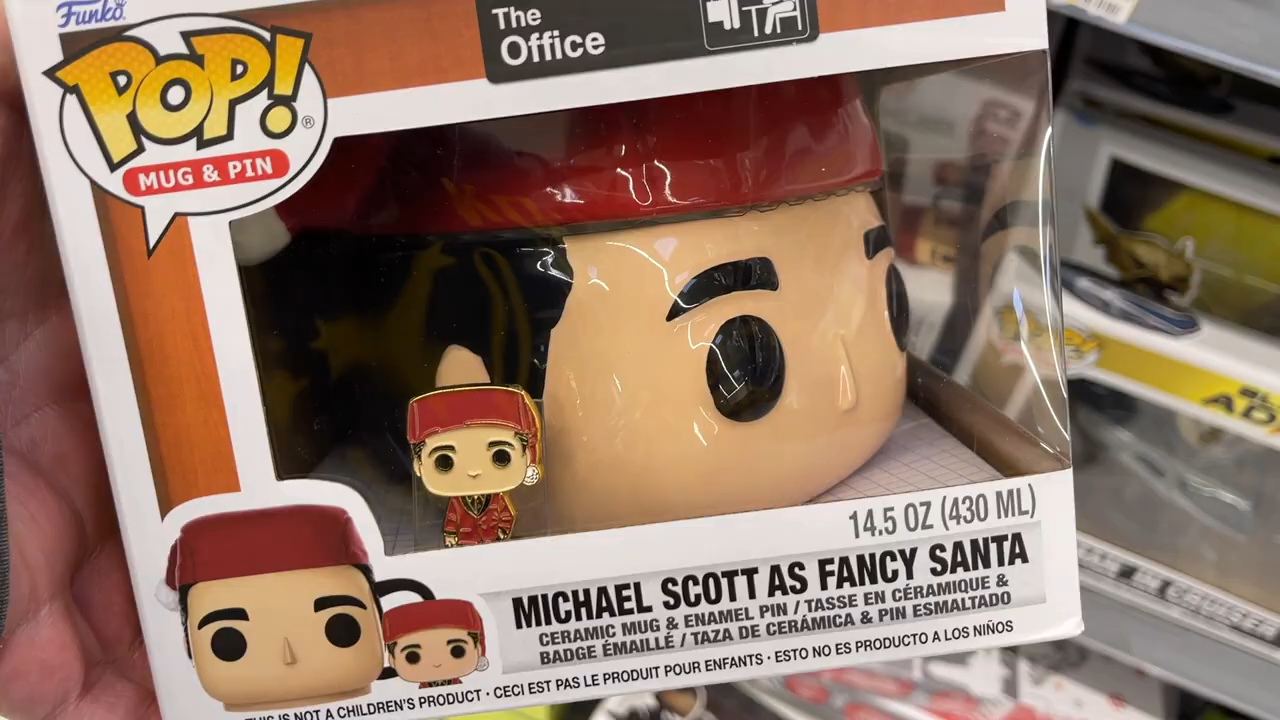 Funko®
The
Office
POP!®
MUG & PIN
14.5 OZ (430 ML)
MICHAEL SCOTT AS FANCY SANTA
CERAMIC MUG & ENAMEL PIN / TASSE EN CÉRAMIQUE &
BADGE ÉMAILLÉ / TAZA DE CERÁMICA & PIN ESMALTADO
THIS IS NOT A CHILDREN'S PRODUCT • CECI EST PAS LE PRODUIT POUR ENFANTS • ESTO NO ES PRODUCTO A LOS NIÑOS